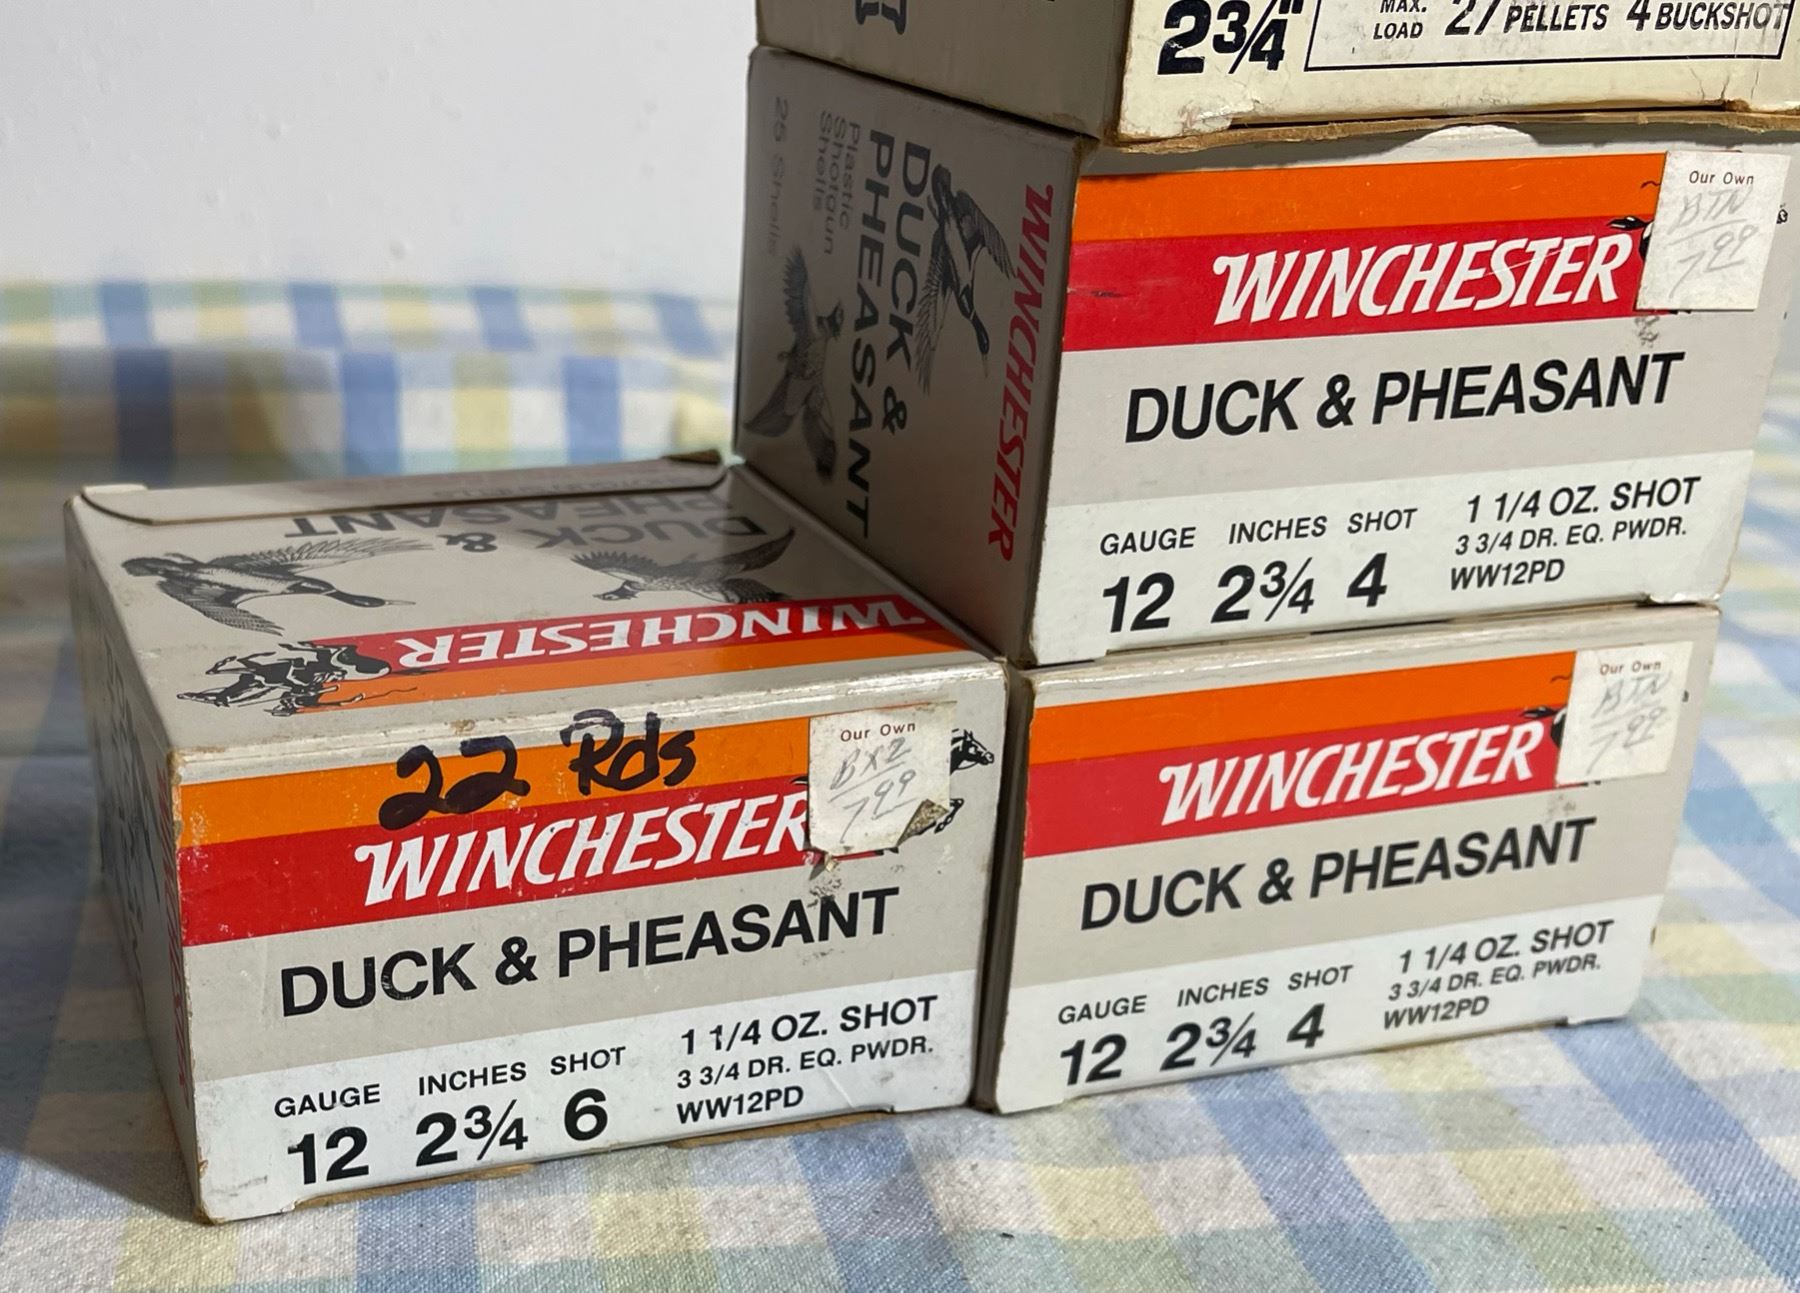 2¾" MAX. LOAD 27 PELLETS 4 BUCKSHOT
WINCHESTER
DUCK &
PHEASANT
Plastic
Shotgun
Shells
25 Shells
Our Own
BTN
7.99
WINCHESTER
DUCK & PHEASANT
GAUGE INCHES SHOT
12 2¾ 4
1 1/4 OZ. SHOT
3 3/4 DR. EQ. PWDR.
WW12PD
DUCK &
PHEASANT
WINCHESTER
22 Rds
Our Own
BXZ
7.99
WINCHESTER
DUCK & PHEASANT
GAUGE INCHES SHOT
12 2¾ 6
1 1/4 OZ. SHOT
3 3/4 DR. EQ. PWDR.
WW12PD
Our Own
BTN
7.99
WINCHESTER
DUCK & PHEASANT
GAUGE INCHES SHOT
12 2¾ 4
1 1/4 OZ. SHOT
3 3/4 DR. EQ. PWDR.
WW12PD